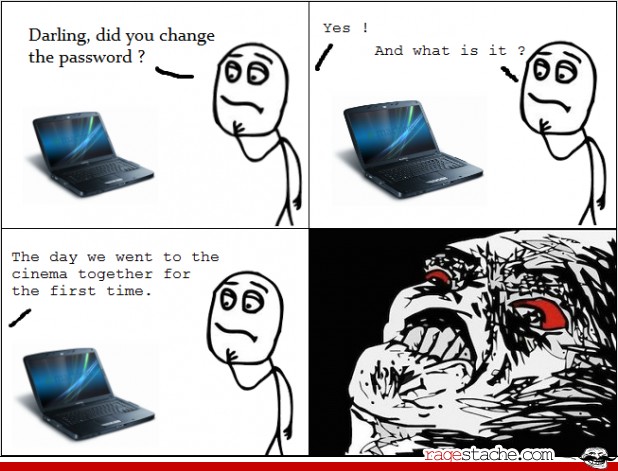 Darling, did you change
the password ?
Yes !
And what is it ?
The day we went to the
cinema together for
the first time.
ragestache.com